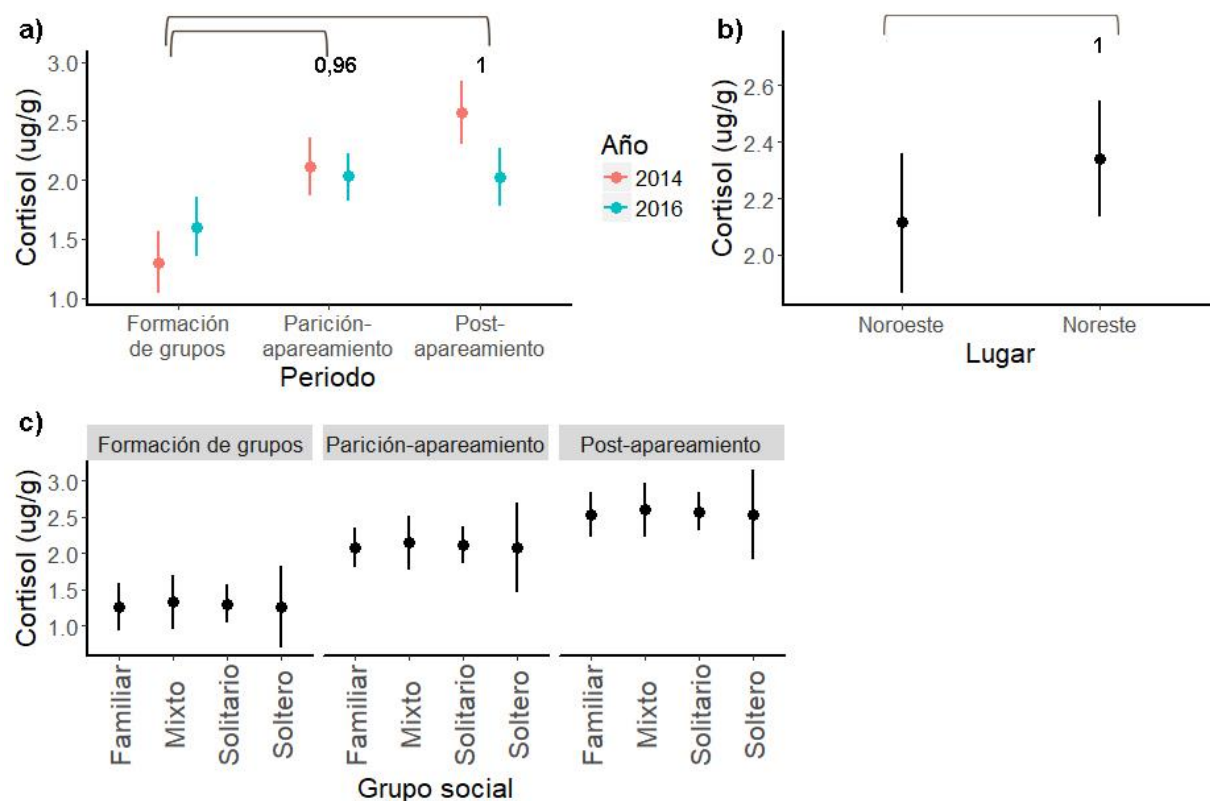 a)
0,96
1
Cortisol (ug/g)
3.0
2.5
2.0
1.5
1.0
Formación
de grupos
Parición-
apareamiento
Post-
apareamiento
Periodo
Año
2014
2016
b)
1
Cortisol (ug/g)
2.6
2.4
2.2
2.0
Noroeste
Noreste
Lugar
c)
Formación de grupos
Parición-apareamiento
Post-apareamiento
Cortisol (ug/g)
3.0
2.5
2.0
1.5
1.0
Familiar
Mixto
Solitario
Soltero
Familiar
Mixto
Solitario
Soltero
Familiar
Mixto
Solitario
Soltero
Grupo social